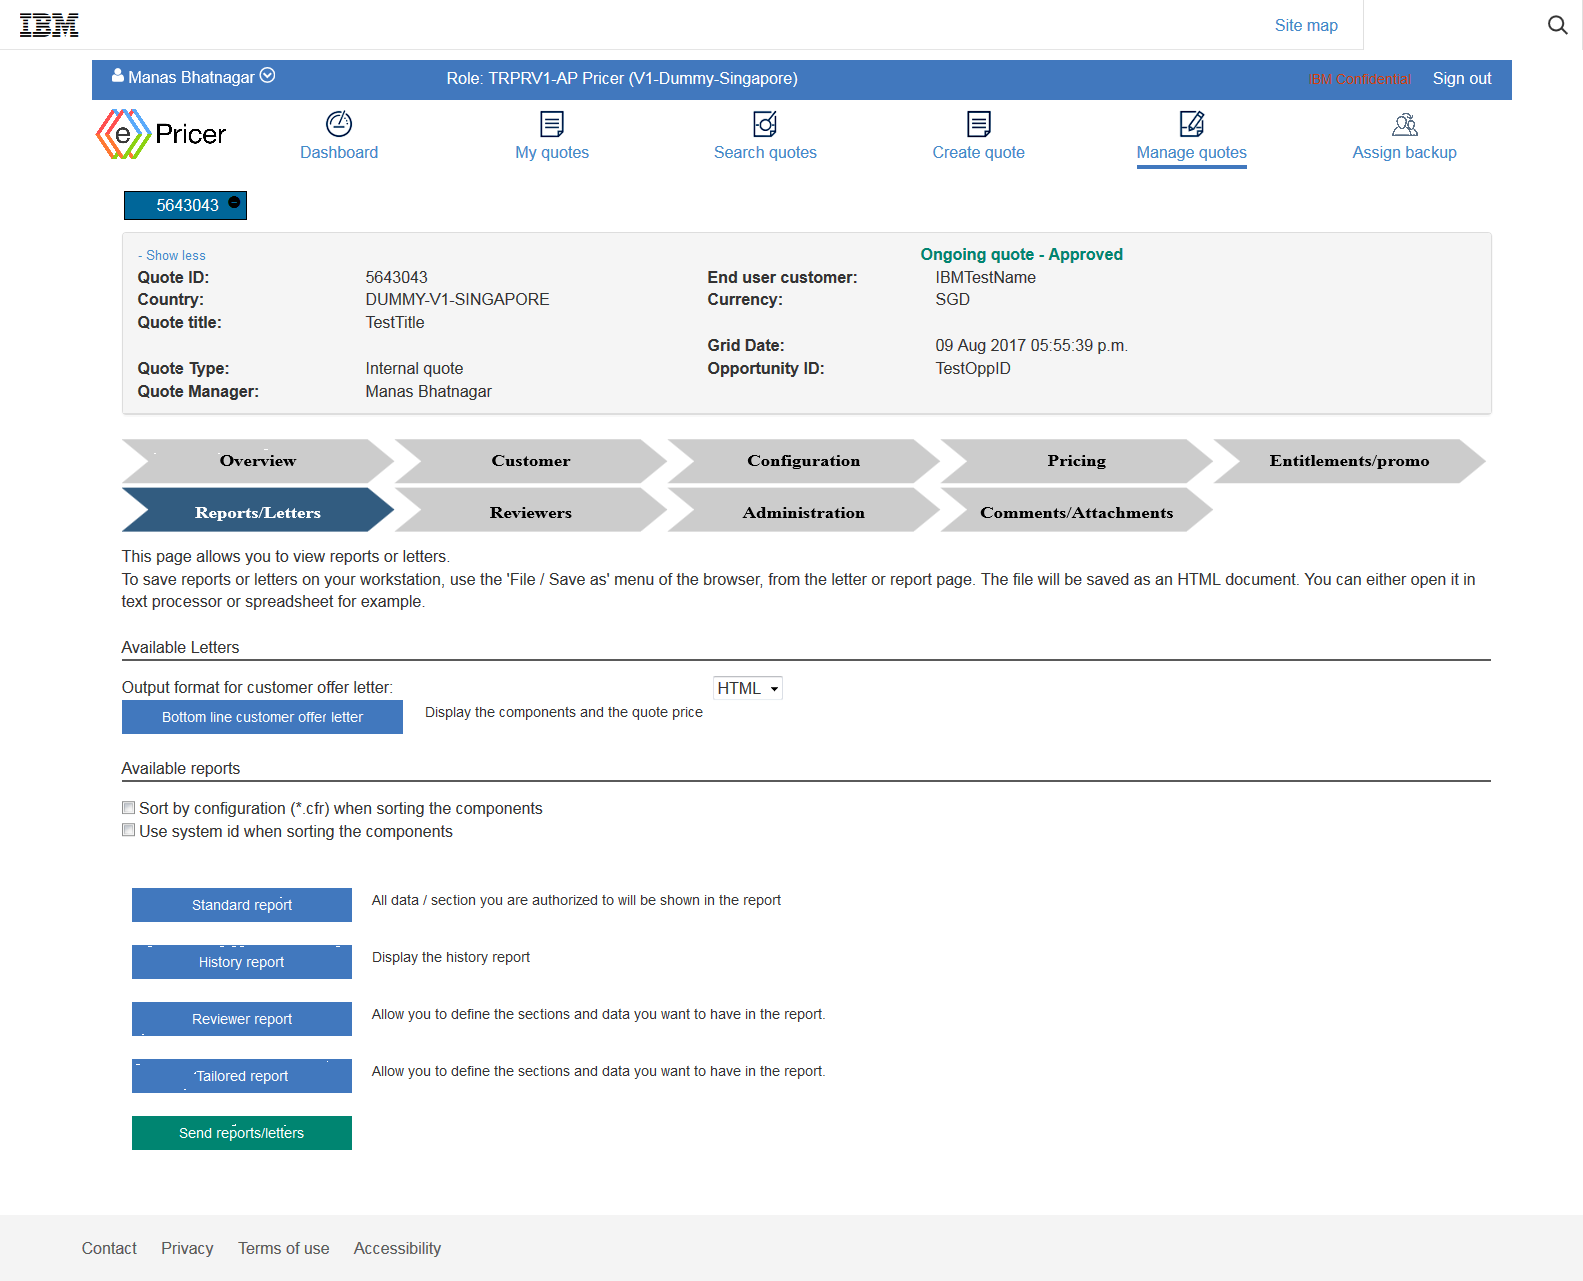 IBM
Site map
Manas Bhatnagar
Role: TRPRV1-AP Pricer (V1-Dummy-Singapore)
IBM Confidential
Sign out
e Pricer
Dashboard
My quotes
Search quotes
Create quote
Manage quotes
Assign backup
5643043
- Show less
Ongoing quote - Approved
Quote ID: 5643043 End user customer: IBMTestName
Country: DUMMY-V1-SINGAPORE Currency: SGD
Quote title: TestTitle
Grid Date: 09 Aug 2017 05:55:39 p.m.
Quote Type: Internal quote Opportunity ID: TestOppID
Quote Manager: Manas Bhatnagar
Overview Customer Configuration Pricing Entitlements/promo
Reports/Letters Reviewers Administration Comments/Attachments
This page allows you to view reports or letters.
To save reports or letters on your workstation, use the 'File / Save as' menu of the browser, from the letter or report page. The file will be saved as an HTML document. You can either open it in
text processor or spreadsheet for example.
Available Letters
Output format for customer offer letter: HTML
Bottom line customer offer letter Display the components and the quote price
Available reports
Sort by configuration (*.cfr) when sorting the components
Use system id when sorting the components
Standard report All data / section you are authorized to will be shown in the report
History report Display the history report
Reviewer report Allow you to define the sections and data you want to have in the report.
Tailored report Allow you to define the sections and data you want to have in the report.
Send reports/letters
Contact Privacy Terms of use Accessibility